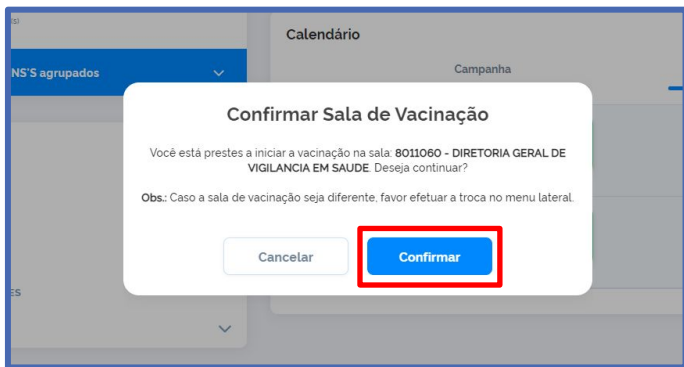 Calendário
NS'S agrupados
Campanha
Confirmar Sala de Vacinação
Você está prestes a iniciar a vacinação na sala: 8011060 - DIRETORIA GERAL DE
VIGILANCIA EM SAUDE. Deseja continuar?
Obs.: Caso a sala de vacinação seja diferente, favor efetuar a troca no menu lateral.
Cancelar
Confirmar
ES